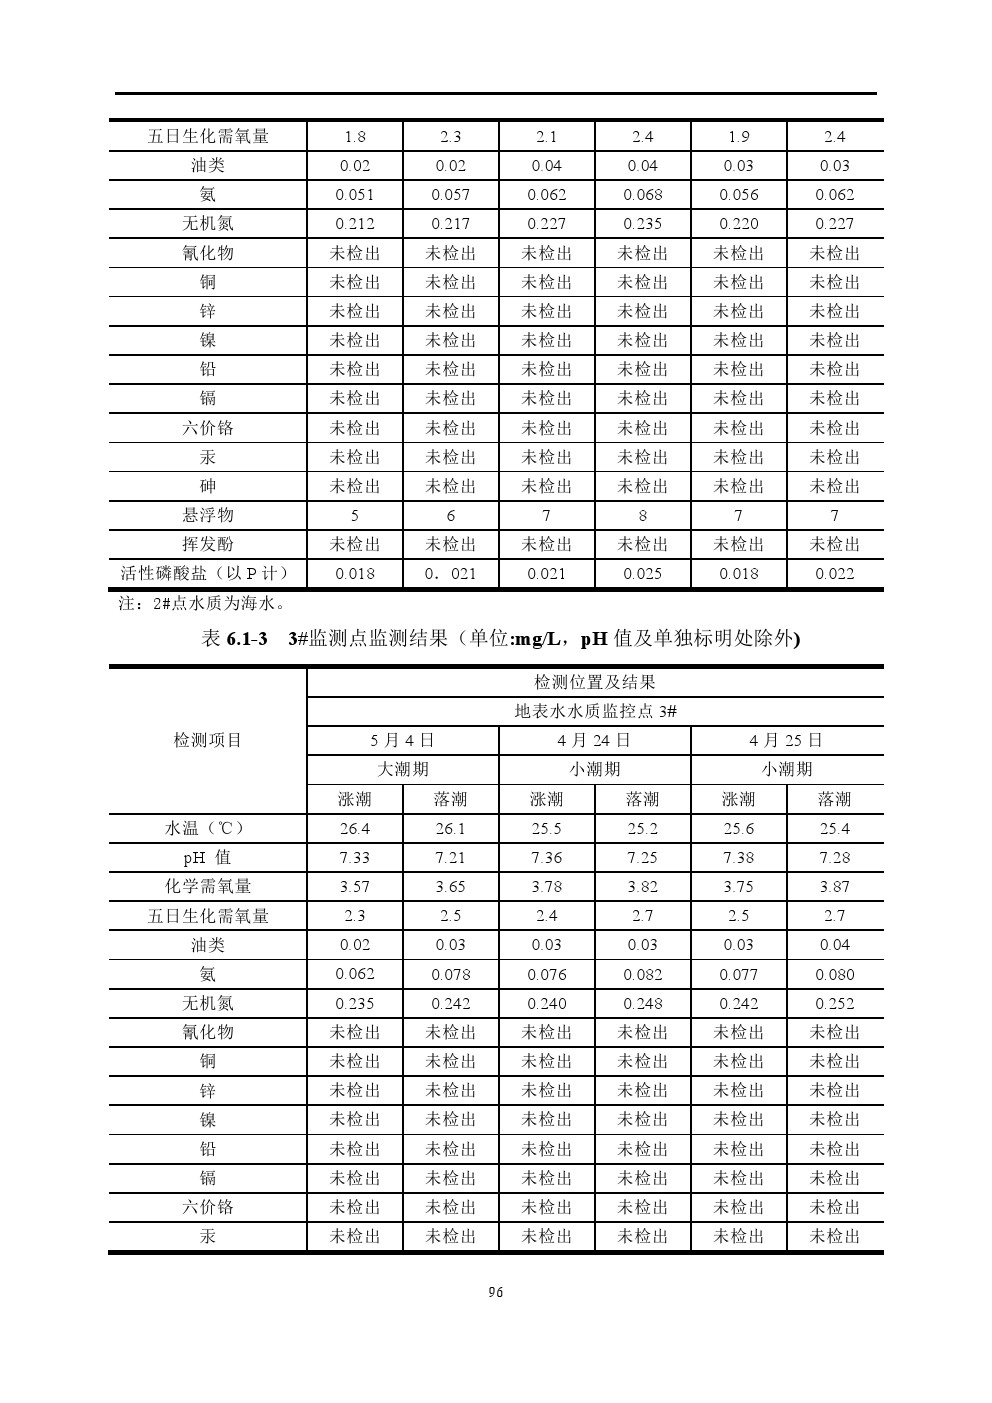 五日生化需氧量 1.8 2.3 2.1 2.4 1.9 2.4
油类 0.02 0.02 0.04 0.04 0.03 0.03
氨 0.051 0.057 0.062 0.068 0.056 0.062
无机氮 0.212 0.217 0.227 0.235 0.220 0.227
氰化物 未检出 未检出 未检出 未检出 未检出 未检出
铜 未检出 未检出 未检出 未检出 未检出 未检出
锌 未检出 未检出 未检出 未检出 未检出 未检出
镍 未检出 未检出 未检出 未检出 未检出 未检出
铅 未检出 未检出 未检出 未检出 未检出 未检出
镉 未检出 未检出 未检出 未检出 未检出 未检出
六价铬 未检出 未检出 未检出 未检出 未检出 未检出
汞 未检出 未检出 未检出 未检出 未检出 未检出
砷 未检出 未检出 未检出 未检出 未检出 未检出
悬浮物 5 6 7 8 7 7
挥发酚 未检出 未检出 未检出 未检出 未检出 未检出
活性磷酸盐（以 P 计） 0.018 0．021 0.021 0.025 0.018 0.022
注：2#点水质为海水。
表 6.1-3 3#监测点监测结果（单位:mg/L，pH 值及单独标明处除外)
检测位置及结果
地表水水质监控点 3#
检测项目 5 月 4 日 4 月 24 日 4 月 25 日
大潮期 小潮期 小潮期
涨潮 落潮 涨潮 落潮 涨潮 落潮
水温（℃） 26.4 26.1 25.5 25.2 25.6 25.4
pH 值 7.33 7.21 7.36 7.25 7.38 7.28
化学需氧量 3.57 3.65 3.78 3.82 3.75 3.87
五日生化需氧量 2.3 2.5 2.4 2.7 2.5 2.7
油类 0.02 0.03 0.03 0.03 0.03 0.04
氨 0.062 0.078 0.076 0.082 0.077 0.080
无机氮 0.235 0.242 0.240 0.248 0.242 0.252
氰化物 未检出 未检出 未检出 未检出 未检出 未检出
铜 未检出 未检出 未检出 未检出 未检出 未检出
锌 未检出 未检出 未检出 未检出 未检出 未检出
镍 未检出 未检出 未检出 未检出 未检出 未检出
铅 未检出 未检出 未检出 未检出 未检出 未检出
镉 未检出 未检出 未检出 未检出 未检出 未检出
六价铬 未检出 未检出 未检出 未检出 未检出 未检出
汞 未检出 未检出 未检出 未检出 未检出 未检出
96